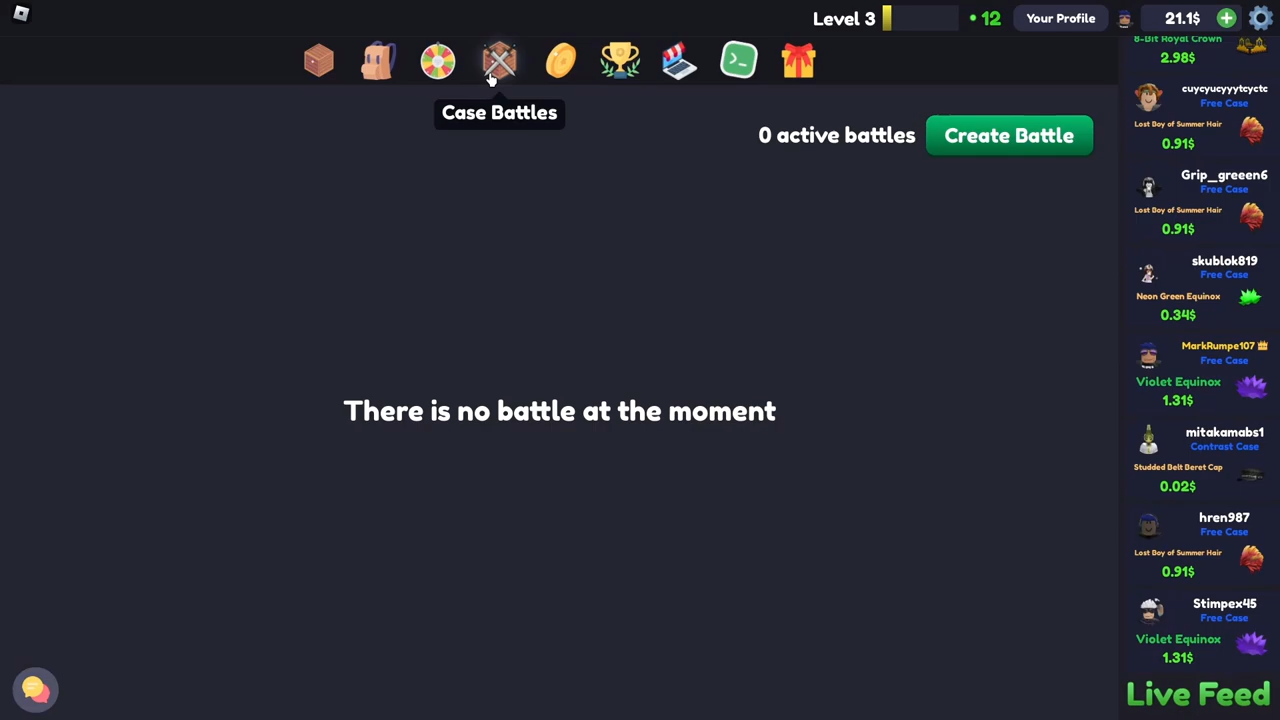 Level 3
12
Your Profile
21.1$
Case Battles
0 active battles
Create Battle
There is no battle at the moment
8-Bit Royal Crown
2.98$
cuycyucyyytcyctc
Free Case
Lost Boy of Summer Hair
0.91$
Grip_greeen6
Free Case
Lost Boy of Summer Hair
0.91$
skublok819
Free Case
Neon Green Equinox
0.34$
MarkRumpe107
Free Case
Violet Equinox
1.31$
mitakamabs1
Contrast Case
Studded Belt Beret Cap
0.02$
hren987
Free Case
Lost Boy of Summer Hair
0.91$
Stimpex45
Free Case
Violet Equinox
1.31$
Live Feed